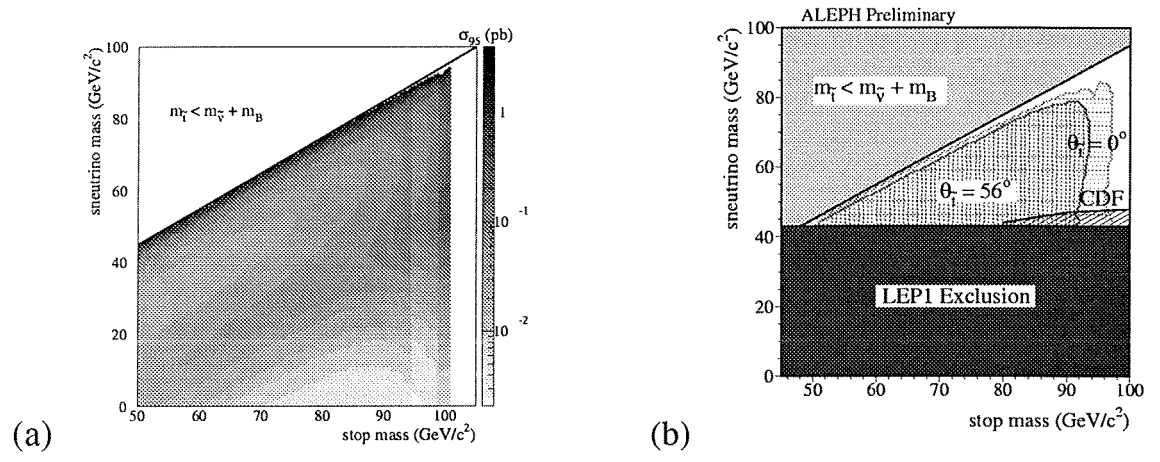 σ95 (pb)
sneutrino mass (GeV/c²)
100
80
60
40
20
0
m_t̃ < m_ν̃ + m_B
1
10⁻¹
10⁻²
50 60 70 80 90 100
stop mass (GeV/c²)
(a)
ALEPH Preliminary
sneutrino mass (GeV/c²)
100
80
60
40
20
0
m_t̃ < m_ν̃ + m_B
θ_t̃ = 0°
θ_t̃ = 56°
CDF
LEP1 Exclusion
50 60 70 80 90 100
stop mass (GeV/c²)
(b)